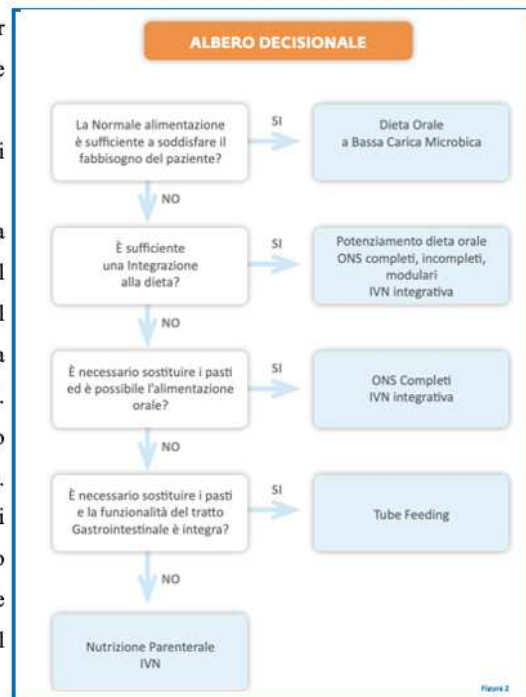 ALBERO DECISIONALE
La Normale alimentazione
è sufficiente a soddisfare il
fabbisogno del paziente?
SI
Dieta Orale
a Bassa Carica Microbica
NO
È sufficiente
una Integrazione
alla dieta?
SI
Potenziamento dieta orale
ONS completi, incompleti,
modulari
IVN integrativa
NO
È necessario sostituire i pasti
ed è possibile l'alimentazione
orale?
SI
ONS Completi
IVN integrativa
NO
È necessario sostituire i pasti
e la funzionalità del tratto
Gastrointestinale è integra?
SI
Tube Feeding
NO
Nutrizione Parenterale
IVN
Figura 2